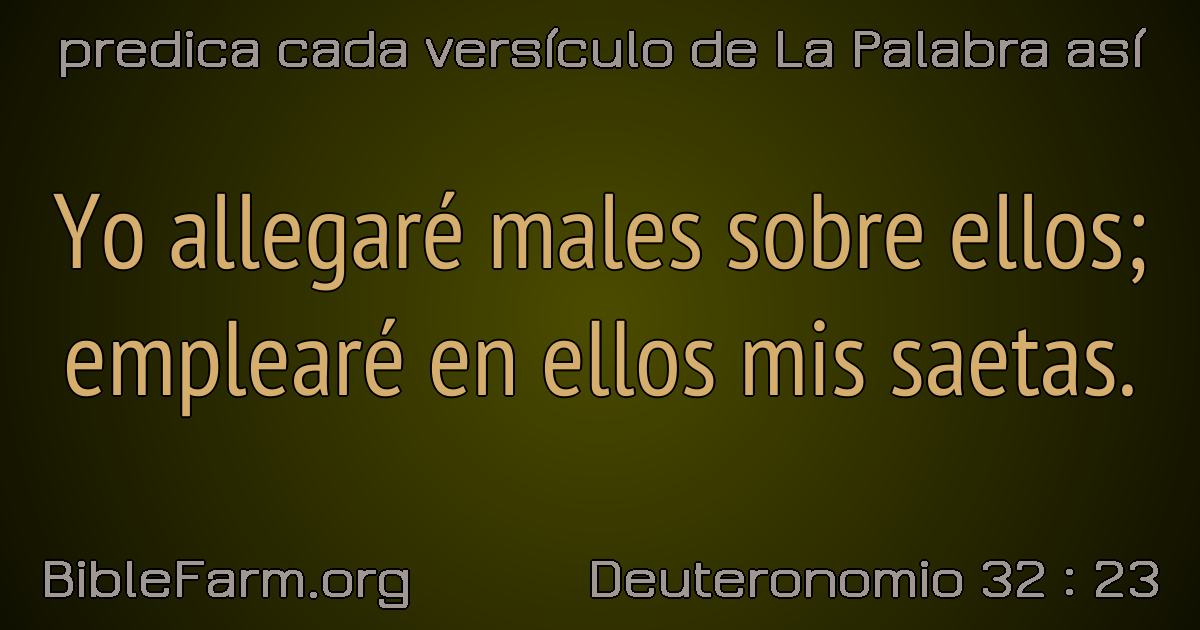 predica cada versículo de La Palabra así
Yo allegaré males sobre ellos;
emplearé en ellos mis saetas.
BibleFarm.org
Deuteronomio 32 : 23